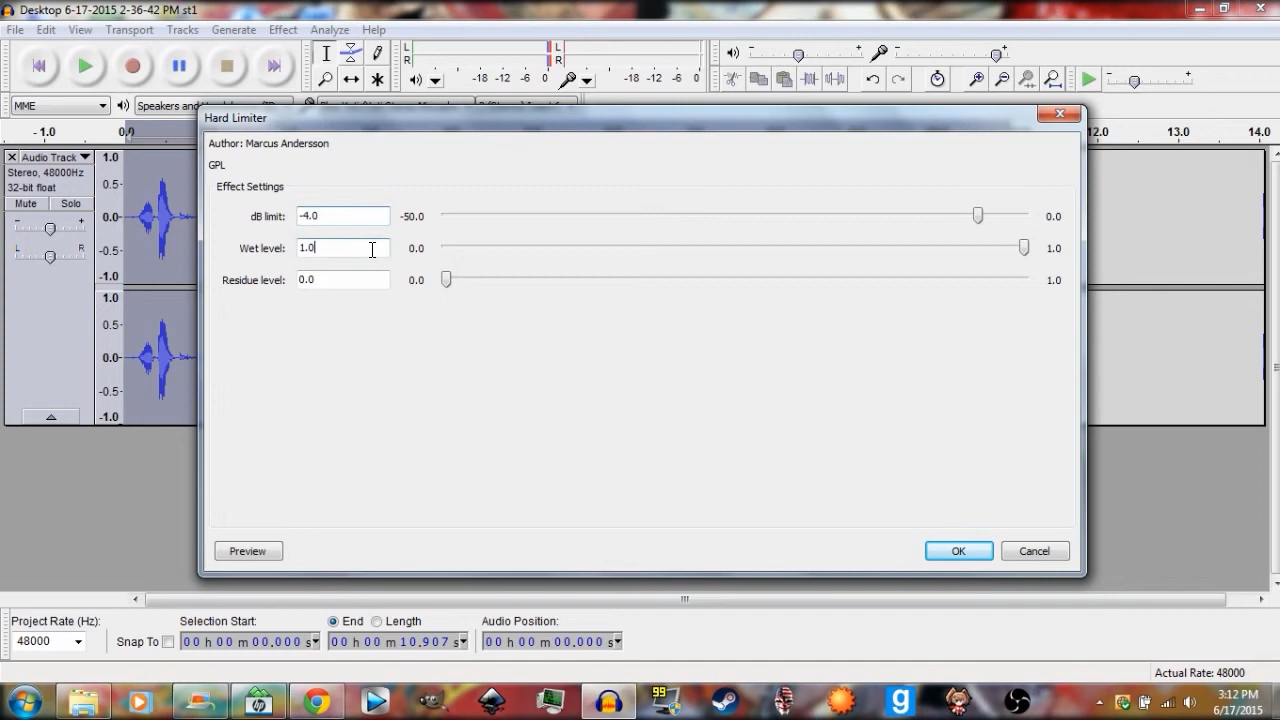 Desktop 6-17-2015 2-36-42 PM st1
File Edit View Transport Tracks Generate Effect Analyze Help
L
R
-18 -12 -6 0
L
R
-18 -12 -6 0
- +
- +
MME
Speakers and
- 1.0 0.0 12.0 13.0 14.0
Hard Limiter
Author: Marcus Andersson
GPL
Effect Settings
dB limit: -4.0 -50.0 0.0
Wet level: 1.0 0.0 1.0
Residue level: 0.0 0.0 1.0
Preview OK Cancel
Audio Track
Stereo, 48000Hz
32-bit float
Mute Solo
- +
L R
1.0
0.5-
0.0-
-0.5-
-1.0
1.0
0.5-
0.0-
-0.5-
-1.0
Project Rate (Hz): Selection Start: End Length Audio Position:
48000 Snap To 00 h 00 m 00.000 s 00 h 00 m 10.907 s 00 h 00 m 00.000 s
Actual Rate: 48000
99
g
3:12 PM
6/17/2015